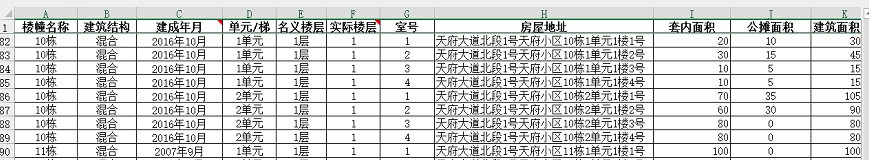 A B C D E F G H I J K
1 楼幢名称 建筑结构 建成年月 单元/梯 名义楼层 实际楼层 室号 房屋地址 套内面积 公摊面积 建筑面积
82 10栋 混合 2016年10月 1单元 1层 1 1 天府大道北段1号天府小区10栋1单元1楼1号 20 10 30
83 10栋 混合 2016年10月 1单元 1层 1 2 天府大道北段1号天府小区10栋1单元1楼2号 30 15 45
84 10栋 混合 2016年10月 1单元 1层 1 3 天府大道北段1号天府小区10栋1单元1楼3号 10 5 15
85 10栋 混合 2016年10月 1单元 1层 1 4 天府大道北段1号天府小区10栋1单元1楼4号 10 5 15
86 10栋 混合 2016年10月 2单元 1层 1 1 天府大道北段1号天府小区10栋2单元1楼1号 70 35 105
87 10栋 混合 2016年10月 2单元 1层 1 2 天府大道北段1号天府小区10栋2单元1楼2号 60 30 90
88 10栋 混合 2016年10月 2单元 1层 1 3 天府大道北段1号天府小区10栋2单元1楼3号 80 0 80
89 10栋 混合 2016年10月 2单元 1层 1 4 天府大道北段1号天府小区10栋2单元1楼4号 80 0 80
90 11栋 混合 2007年9月 1单元 1层 1 1 天府大道北段1号天府小区11栋1单元1楼1号 100 0 100